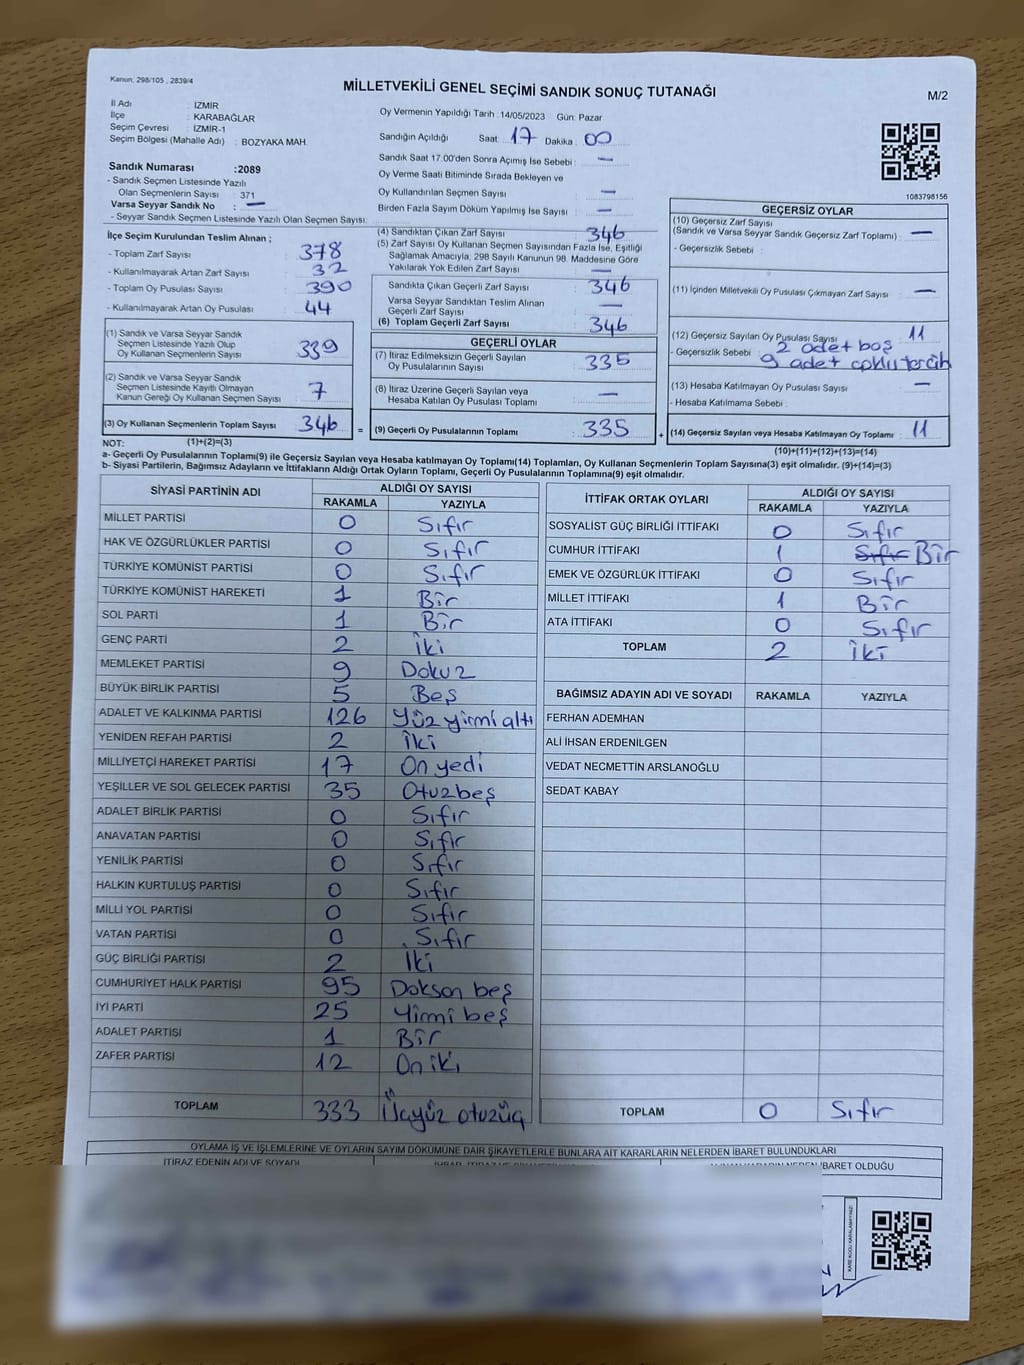 Kanun: 298/105 , 2839/4
MİLLETVEKİLİ GENEL SEÇİMİ SANDIK SONUÇ TUTANAĞI
M/2
İl Adı : İZMİR
İlçe : KARABAĞLAR
Seçim Çevresi : İZMİR-1
Seçim Bölgesi (Mahalle Adı) : BOZYAKA MAH.
Sandık Numarası :2089
- Sandık Seçmen Listesinde Yazılı
Olan Seçmenlerin Sayısı : 371
Varsa Seyyar Sandık No : —
- Seyyar Sandık Seçmen Listesinde Yazılı Olan Seçmen Sayısı:
Oy Vermenin Yapıldığı Tarih :14/05/2023 Gün: Pazar
Sandığın Açıldığı Saat: 17 Dakika : 00
Sandık Saat 17.00'den Sonra Açımış İse Sebebi : —
Oy Verme Saati Bitiminde Sırada Bekleyen ve
Oy Kullandırılan Seçmen Sayısı : —
Birden Fazla Sayım Döküm Yapılmış İse Sayısı : —
1083798156
İlçe Seçim Kurulundan Teslim Alınan ;
- Toplam Zarf Sayısı : 378
- Kullanılmayarak Artan Zarf Sayısı : 32
- Toplam Oy Pusulası Sayısı : 390
- Kullanılmayarak Artan Oy Pusulası : 44
(4) Sandıktan Çıkan Zarf Sayısı : 346
(5) Zarf Sayısı Oy Kullanan Seçmen Sayısından Fazla İse, Eşitliği
Sağlamak Amacıyla, 298 Sayılı Kanunun 98. Maddesine Göre
Yakılarak Yok Edilen Zarf Sayısı : —
Sandıkta Çıkan Geçerli Zarf Sayısı : 346
Varsa Seyyar Sandıktan Teslim Alınan
Geçerli Zarf Sayısı : —
(6) Toplam Geçerli Zarf Sayısı : 346
GEÇERSİZ OYLAR
(10) Geçersiz Zarf Sayısı
(Sandık ve Varsa Seyyar Sandık Geçersiz Zarf Toplamı) : —
- Geçersizlik Sebebi :
(11) İçinden Milletvekili Oy Pusulası Çıkmayan Zarf Sayısı : —
(12) Geçersiz Sayılan Oy Pusulası Sayısı : 11
- Geçersizlik Sebebi : 2 adet boş
9 adet çoklu tercih
(13) Hesaba Katılmayan Oy Pusulası Sayısı : —
- Hesaba Katılmama Sebebi :
(1) Sandık ve Varsa Seyyar Sandık
Seçmen Listesinde Yazılı Olup
Oy Kullanan Seçmenlerin Sayısı : 339
(2) Sandık ve Varsa Seyyar Sandık
Seçmen Listesinde Kayıtlı Olmayan
Kanun Gereği Oy Kullanan Seçmen Sayısı : 7
(3) Oy Kullanan Seçmenlerin Toplam Sayısı : 346
GEÇERLİ OYLAR
(7) İtiraz Edilmeksizin Geçerli Sayılan
Oy Pusulalarının Toplamı : 335
(8) İtiraz Üzerine Geçerli Sayılan veya
Hesaba Katılan Oy Pusulası Toplamı : —
= (9) Geçerli Oy Pusulalarının Toplamı : 335
+ (14) Geçersiz Sayılan veya Hesaba Katılmayan Oy Toplamı : 11
NOT: (1)+(2)=(3)
(10)+(11)+(12)+(13)=(14)
a- Geçerli Oy Pusulalarının Toplamı(9) ile Geçersiz Sayılan veya Hesaba katılmayan Oy Toplamı(14) Toplamları, Oy Kullanan Seçmenlerin Toplam Sayısına(3) eşit olmalıdır. (9)+(14)=(3)
b- Siyasi Partilerin, Bağımsız Adayların ve İttifakların Aldığı Ortak Oyların Toplamı, Geçerli Oy Pusulalarının Toplamına(9) eşit olmalıdır.
SİYASİ PARTİNİN ADI ALDIĞI OY SAYISI
RAKAMLA YAZIYLA
MİLLET PARTİSİ 0 Sıfır
HAK VE ÖZGÜRLÜKLER PARTİSİ 0 Sıfır
TÜRKİYE KOMÜNİST PARTİSİ 0 Sıfır
TÜRKİYE KOMÜNİST HAREKETİ 1 Bir
SOL PARTİ 1 Bir
GENÇ PARTİ 2 İki
MEMLEKET PARTİSİ 9 Dokuz
BÜYÜK BİRLİK PARTİSİ 5 Beş
ADALET VE KALKINMA PARTİSİ 126 Yüz yirmi altı
YENİDEN REFAH PARTİSİ 2 İki
MİLLİYETÇİ HAREKET PARTİSİ 17 On yedi
YEŞİLLER VE SOL GELECEK PARTİSİ 35 Otuzbeş
ADALET BİRLİK PARTİSİ 0 Sıfır
ANAVATAN PARTİSİ 0 Sıfır
YENİLİK PARTİSİ 0 Sıfır
HALKIN KURTULUŞ PARTİSİ 0 Sıfır
MİLLİ YOL PARTİSİ 0 Sıfır
VATAN PARTİSİ 0 Sıfır
GÜÇ BİRLİĞİ PARTİSİ 2 İki
CUMHURİYET HALK PARTİSİ 95 Doksan beş
İYİ PARTİ 25 Yirmi beş
ADALET PARTİSİ 1 Bir
ZAFER PARTİSİ 12 On iki
TOPLAM 333 Üçyüz otuzüç
İTTİFAK ORTAK OYLARI ALDIĞI OY SAYISI
RAKAMLA YAZIYLA
SOSYALİST GÜÇ BİRLİĞİ İTTİFAKI 0 Sıfır
CUMHUR İTTİFAKI 1 Sıfır Bir
EMEK VE ÖZGÜRLÜK İTTİFAKI 0 Sıfır
MİLLET İTTİFAKI 1 Bir
ATA İTTİFAKI 0 Sıfır
TOPLAM 2 İki
BAĞIMSIZ ADAYIN ADI VE SOYADI RAKAMLA YAZIYLA
FERHAN ADEMHAN
ALİ İHSAN ERDENİLGEN
VEDAT NECMETTİN ARSLANOĞLU
SEDAT KABAY
TOPLAM 0 Sıfır
OYLAMA İŞ VE İŞLEMLERİNE VE OYLARIN SAYIM DÖKÜMÜNE DAİR ŞİKAYETLERLE BUNLARA AİT KARARLARIN NELERDEN İBARET BULUNDUKLARI
İTİRAZ EDENİN ADI VE SOYADI
İBARET OLDUĞU